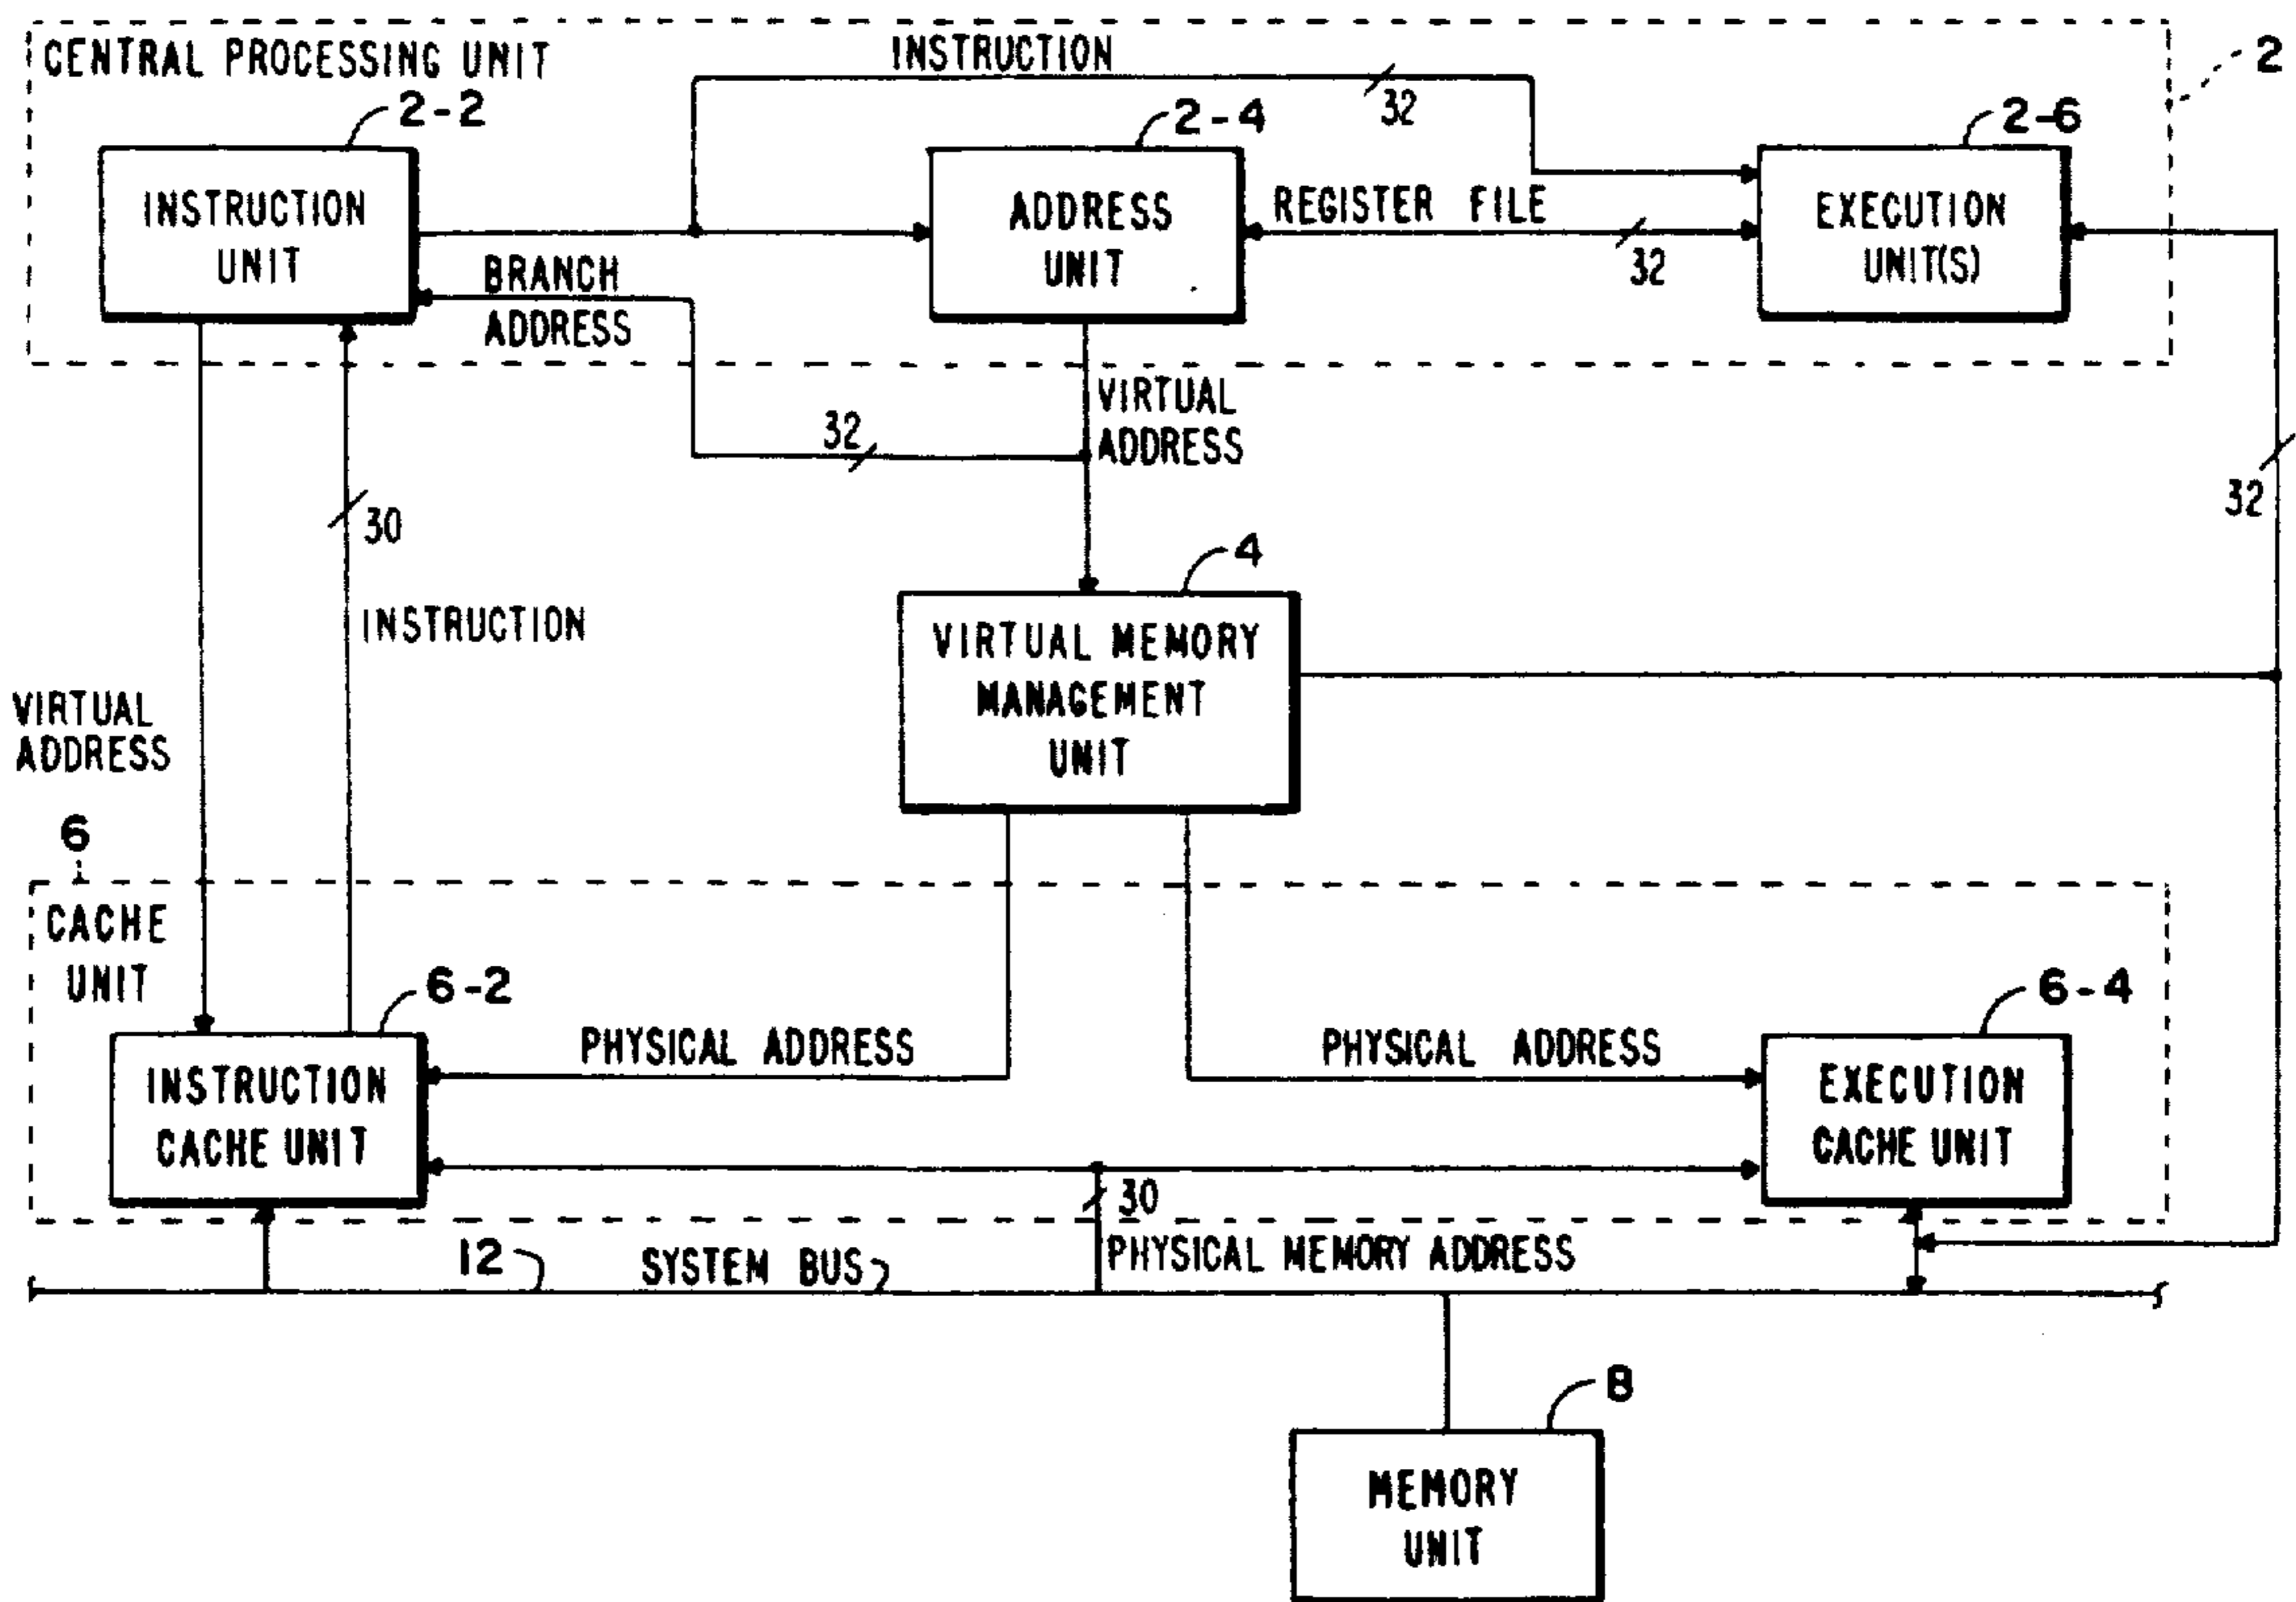 CENTRAL PROCESSING UNIT
INSTRUCTION
32
2
2-2
2-4
2-6
INSTRUCTION
UNIT
ADDRESS
UNIT
REGISTER FILE
32
EXECUTION
UNIT(S)
BRANCH
ADDRESS
32
VIRTUAL
ADDRESS
32
30
INSTRUCTION
4
VIRTUAL MEMORY
MANAGEMENT
UNIT
VIRTUAL
ADDRESS
6
CACHE
UNIT
6-2
6-4
INSTRUCTION
CACHE UNIT
PHYSICAL ADDRESS
PHYSICAL ADDRESS
EXECUTION
CACHE UNIT
30
PHYSICAL MEMORY ADDRESS
12
SYSTEM BUS
8
MEMORY
UNIT